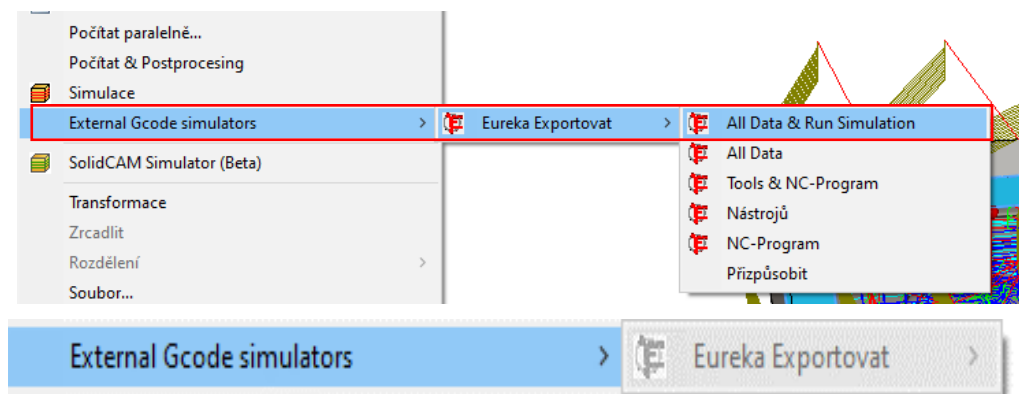 Počítat paralelně...
Počítat & Postprocesing
Simulace
External Gcode simulators > Eureka Exportovat > All Data & Run Simulation
SolidCAM Simulator (Beta)
All Data
Tools & NC-Program
Transformace
Nástrojů
Zrcadlit
NC-Program
Rozdělení >
Přizpůsobit
Soubor...
External Gcode simulators > Eureka Exportovat >